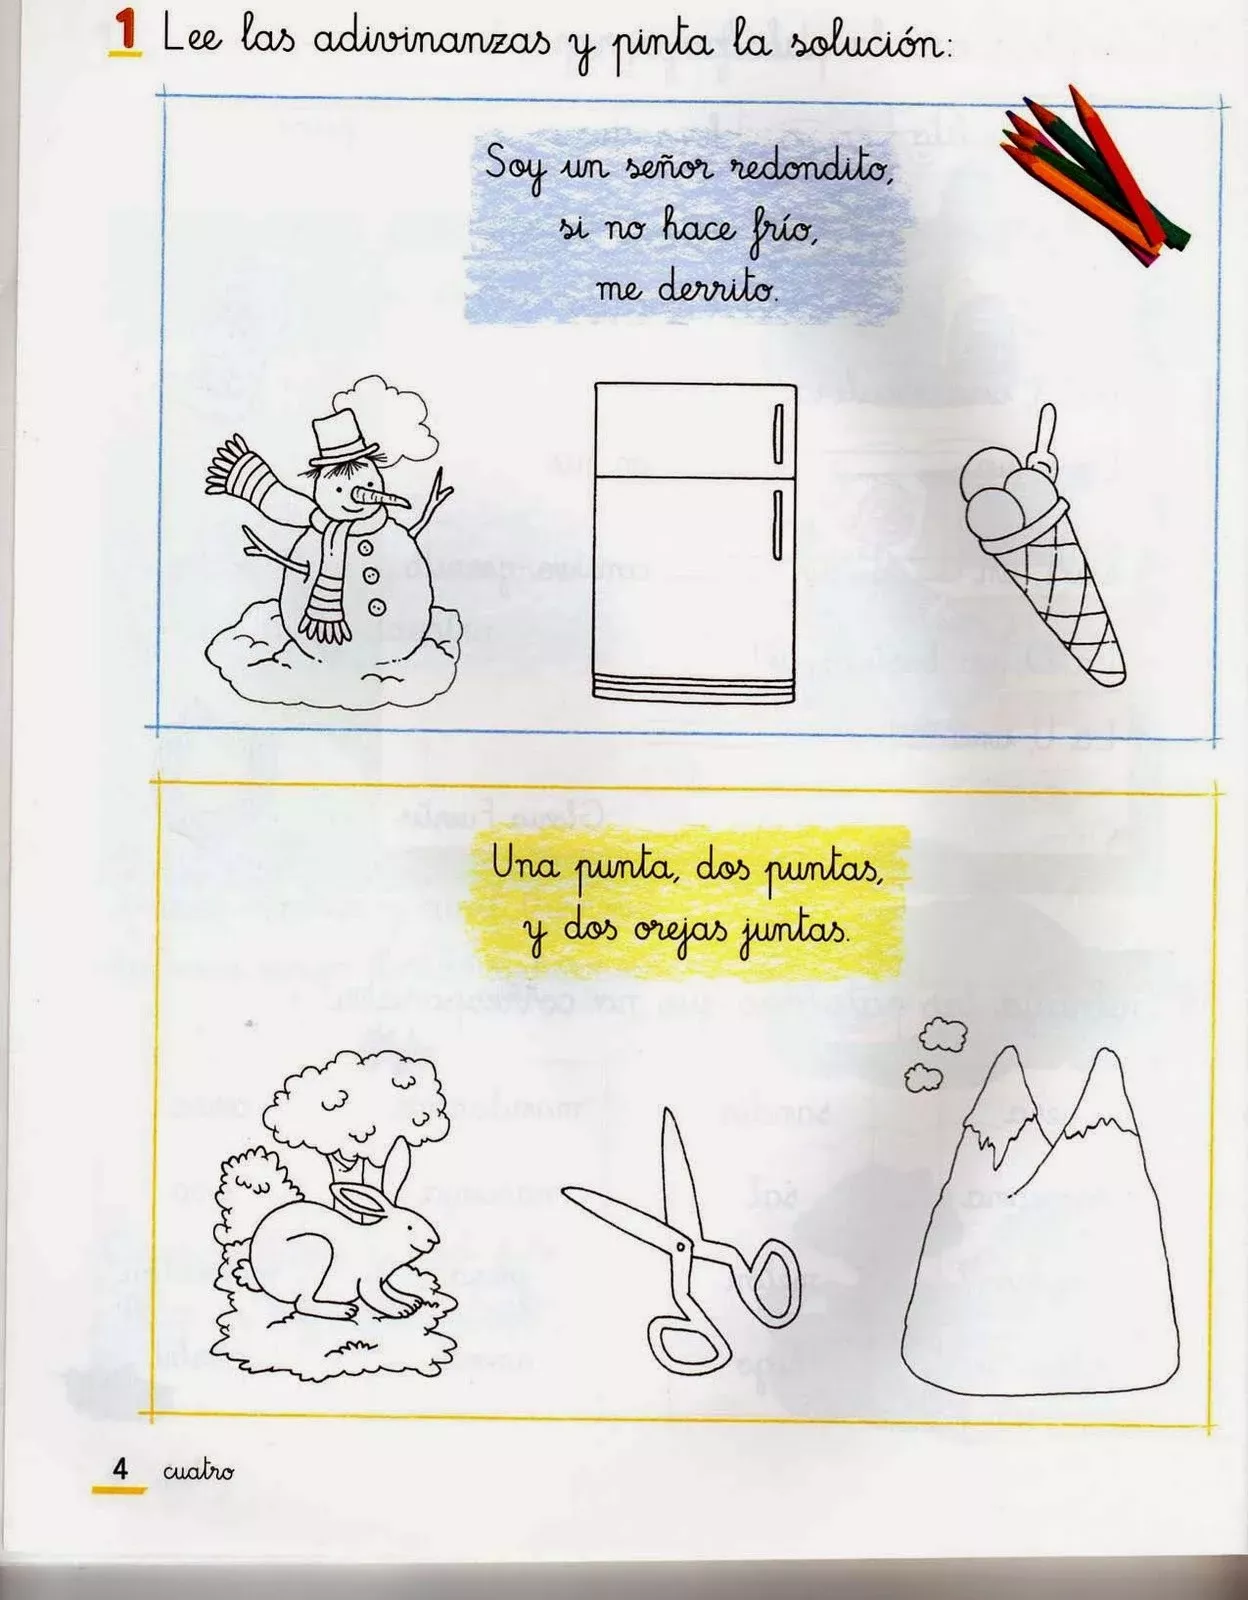 1 Lee las adivinanzas y pinta la solución:
Soy un señor redondito,
si no hace frío,
me derrito.
Una punta, dos puntas,
y dos orejas juntas.
4 cuatro